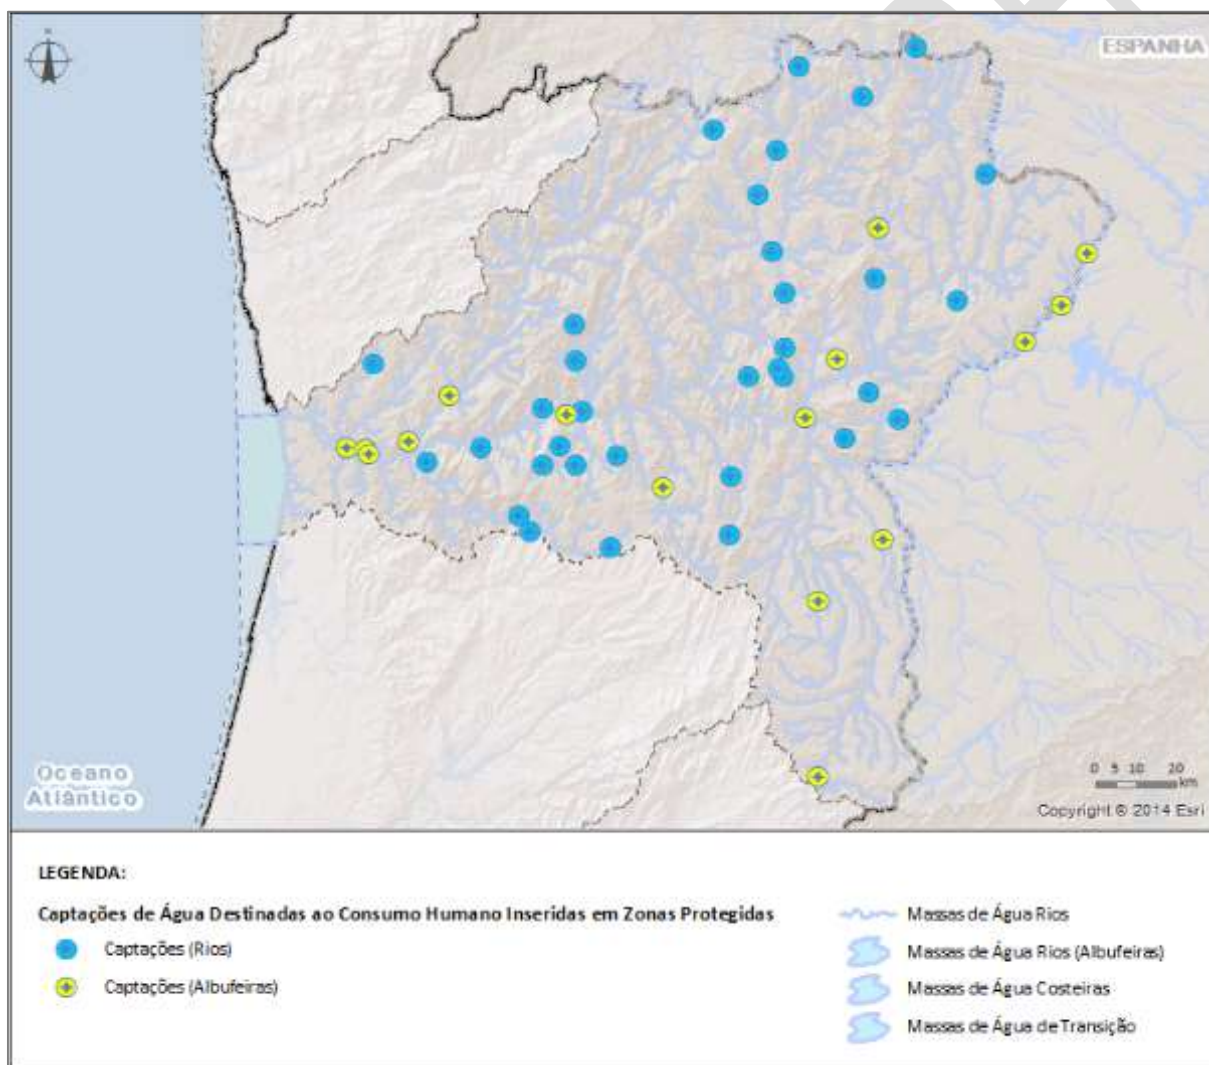 N
ESPANHA
Oceano
Atlântico
0 5 10 20
km
Copyright © 2014 Esri
LEGENDA:
Captações de Água Destinadas ao Consumo Humano Inseridas em Zonas Protegidas
Captações (Rios)
Captações (Albufeiras)
Massas de Água Rios
Massas de Água Rios (Albufeiras)
Massas de Água Costeiras
Massas de Água de Transição